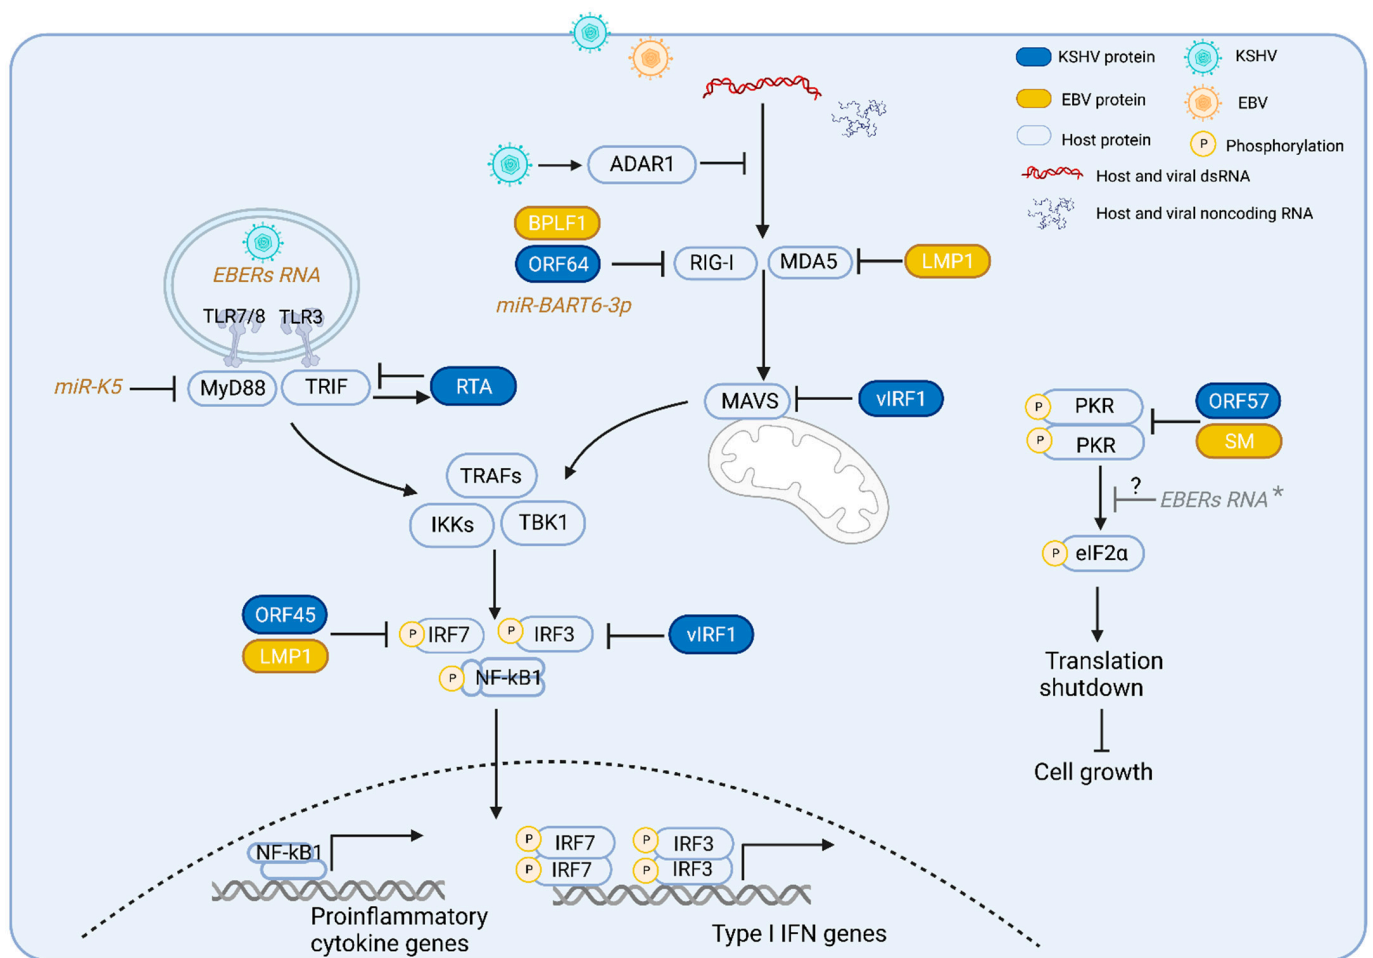 KSHV protein
KSHV
EBV protein
EBV
Host protein
P Phosphorylation
Host and viral dsRNA
Host and viral noncoding RNA
ADAR1
BPLF1
ORF64
RIG-I
MDA5
LMP1
miR-BART6-3p
EBERs RNA
TLR7/8
TLR3
miR-K5
MyD88
TRIF
RTA
MAVS
vIRF1
P PKR
P PKR
ORF57
SM
?
EBERs RNA*
P eIF2α
Translation
shutdown
Cell growth
TRAFs
IKKs
TBK1
ORF45
LMP1
P IRF7
P IRF3
vIRF1
P NF-kB1
NF-kB1
P IRF7
P IRF7
P IRF3
P IRF3
Proinflammatory
cytokine genes
Type I IFN genes